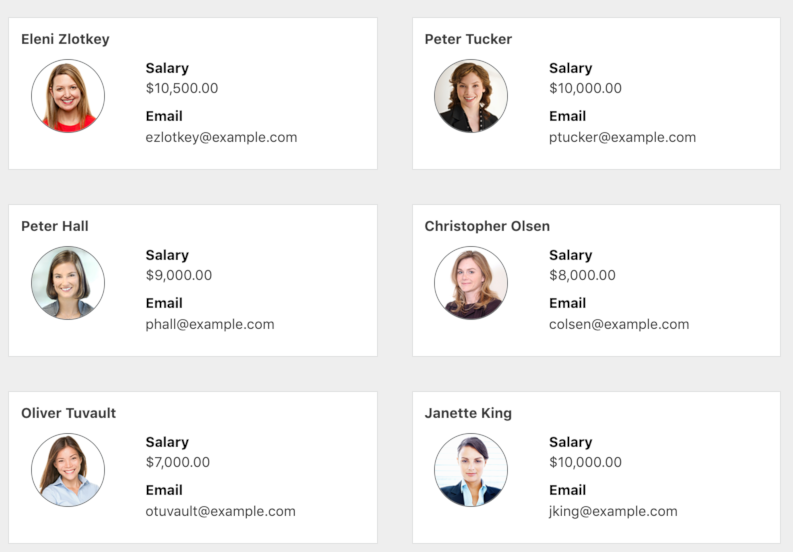 Eleni Zlotkey
Salary
$10,500.00
Email
ezlotkey@example.com
Peter Tucker
Salary
$10,000.00
Email
ptucker@example.com
Peter Hall
Salary
$9,000.00
Email
phall@example.com
Christopher Olsen
Salary
$8,000.00
Email
colsen@example.com
Oliver Tuvault
Salary
$7,000.00
Email
otuvault@example.com
Janette King
Salary
$10,000.00
Email
jking@example.com